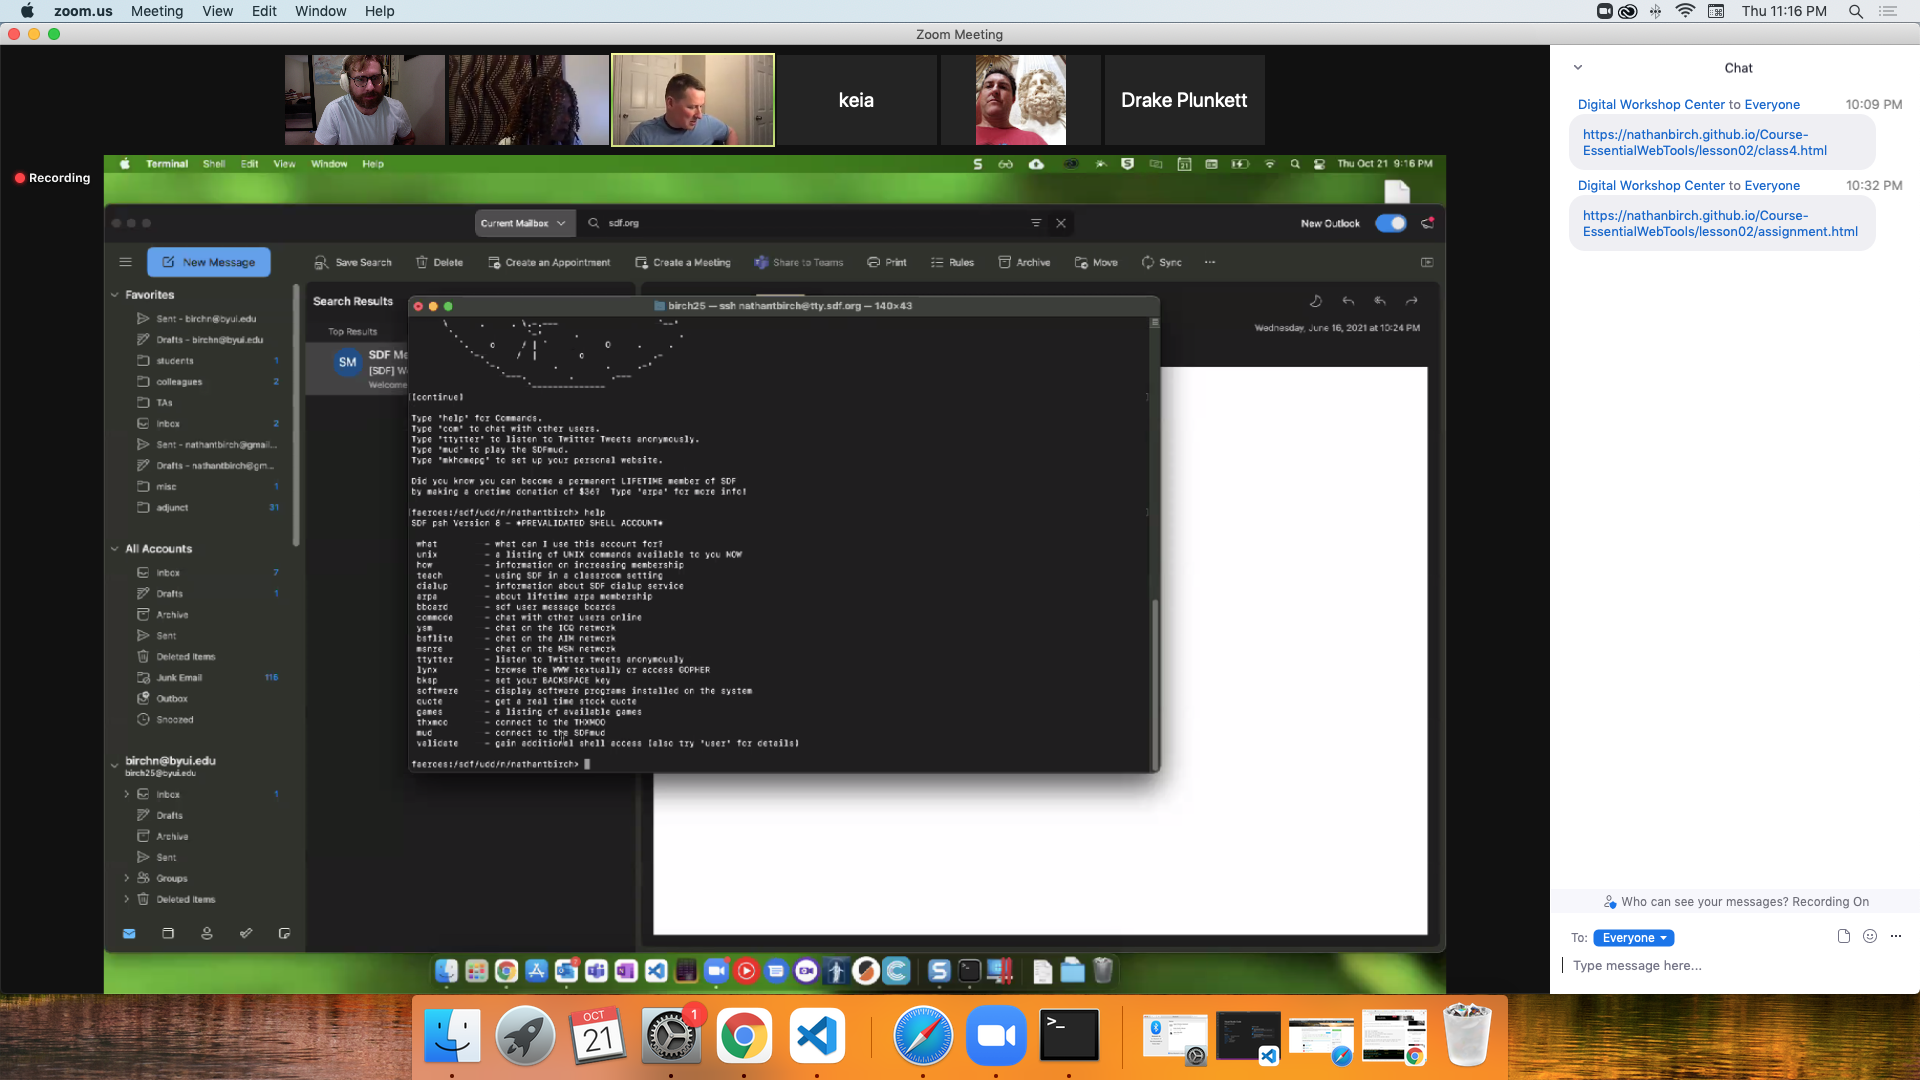 zoom.us Meeting View Edit Window Help
Thu 11:16 PM
Zoom Meeting
keia
Drake Plunkett
Recording
Terminal Shell Edit View Window Help
Thu Oct 21 9:16 PM
Current Mailbox
sdf.org
New Outlook
New Message
Save Search
Delete
Create an Appointment
Create a Meeting
Share to Teams
Print
Rules
Archive
Move
Sync
Favorites
Sent - birchn@byui.edu
Drafts - birchn@byui.edu
students 1
colleagues 2
TAs
Inbox 2
Sent - nathantbirch@gmail...
Drafts - nathantbirch@gm...
misc 1
adjunct 31
All Accounts
Inbox 7
Drafts 1
Archive
Sent
Deleted Items
Junk Email 116
Outbox
Snoozed
birchn@byui.edu
birch25@byui.edu
Inbox 1
Drafts
Archive
Sent
Groups
Deleted Items
Search Results
Top Results
SM
SDF Me
[SDF] W
Welcome
Wednesday, June 16, 2021 at 10:24 PM
birch25 — ssh nathantbirch@tty.sdf.org — 140×43
[continue]
Type 'help' for Commands.
Type 'com' to chat with other users.
Type 'ttytter' to listen to Twitter Tweets anonymously.
Type 'mud' to play the SDFmud.
Type 'mkhomepg' to set up your personal website.
Did you know you can become a permanent LIFETIME member of SDF
by making a onetime donation of $36? Type 'arpa' for more info!
faeroes:/sdf/udd/n/nathantbirch> help
SDF psh Version 8 - *PREVALIDATED SHELL ACCOUNT*
what - what can I use this account for?
unix - a listing of UNIX commands available to you NOW
how - information on increasing membership
teach - using SDF in a classroom setting
dialup - information about SDF dialup service
arpa - about lifetime arpa membership
bboard - sdf user message boards
commode - chat with other users online
ysm - chat on the ICQ network
bsflite - chat on the AIM network
msnre - chat on the MSN network
ttytter - listen to Twitter tweets anonymously
lynx - browse the WWW textually or access GOPHER
bksp - set your BACKSPACE key
software - display software programs installed on the system
quote - get a real time stock quote
games - a listing of available games
thxmoo - connect to the THXMOO
mud - connect to the SDFmud
validate - gain additional shell access (also try 'user' for details)
faeroes:/sdf/udd/n/nathantbirch>
Chat
Digital Workshop Center to Everyone 10:09 PM
https://nathanbirch.github.io/Course-
EssentialWebTools/lesson02/class4.html
Digital Workshop Center to Everyone 10:32 PM
https://nathanbirch.github.io/Course-
EssentialWebTools/lesson02/assignment.html
Who can see your messages? Recording On
To: Everyone
Type message here...
OCT
21
1